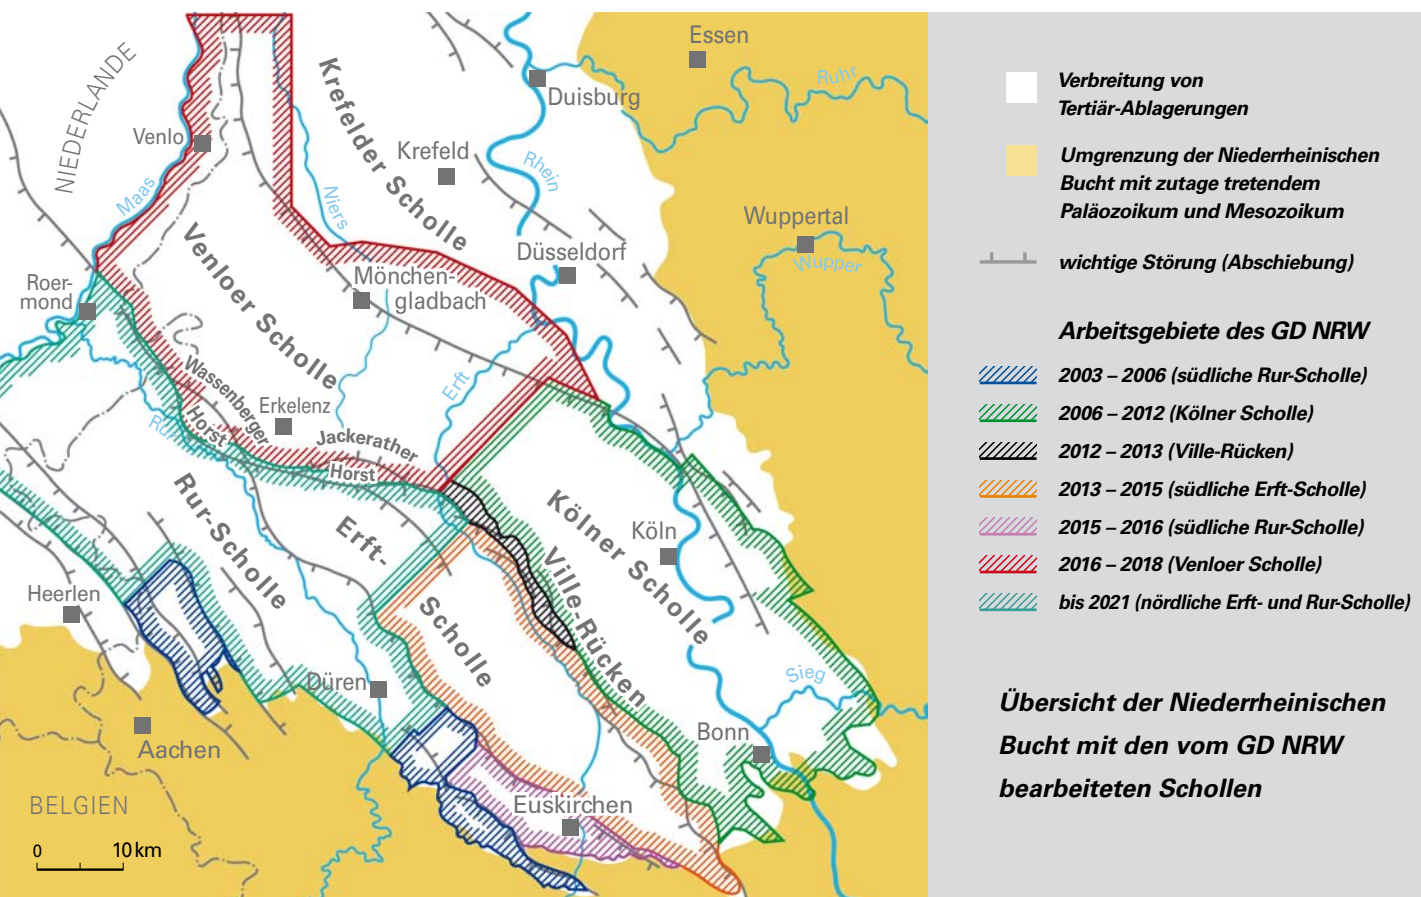 NIEDERLANDE
Venlo
Maas
Roer-
mond
Krefelder Scholle
Krefeld
Niers
Duisburg
Essen
Ruhr
Rhein
Wuppertal
Wupper
Düsseldorf
Venloer Scholle
Mönchen-
gladbach
Erft
Wassenberger
Horst
Erkelenz
Jackerather
Horst
Rur
Rur-Scholle
Erft-
Scholle
Kölner Scholle
Köln
Ville-Rücken
Heerlen
Düren
Aachen
Sieg
Bonn
Euskirchen
BELGIEN
0 10 km
Verbreitung von
Tertiär-Ablagerungen
Umgrenzung der Niederrheinischen
Bucht mit zutage tretendem
Paläozoikum und Mesozoikum
wichtige Störung (Abschiebung)
Arbeitsgebiete des GD NRW
2003 – 2006 (südliche Rur-Scholle)
2006 – 2012 (Kölner Scholle)
2012 – 2013 (Ville-Rücken)
2013 – 2015 (südliche Erft-Scholle)
2015 – 2016 (südliche Rur-Scholle)
2016 – 2018 (Venloer Scholle)
bis 2021 (nördliche Erft- und Rur-Scholle)
Übersicht der Niederrheinischen
Bucht mit den vom GD NRW
bearbeiteten Schollen